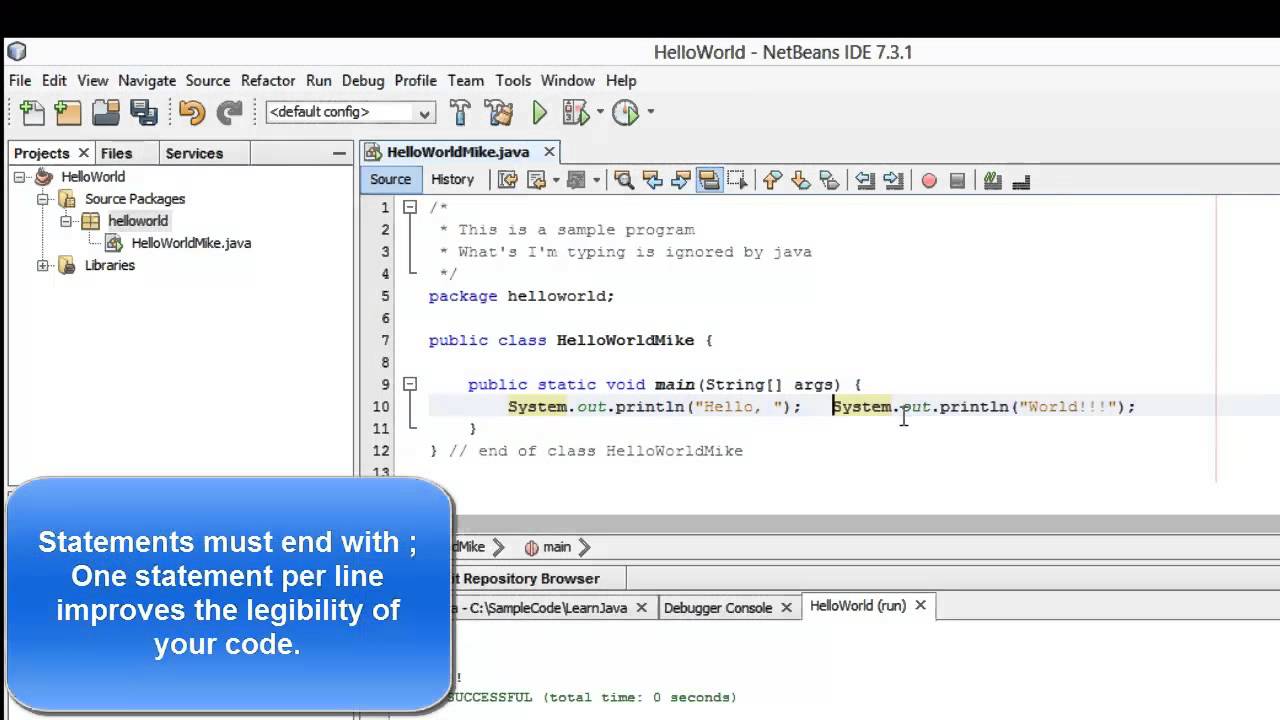 HelloWorld - NetBeans IDE 7.3.1
File Edit View Navigate Source Refactor Run Debug Profile Team Tools Window Help
<default config>
Projects Files Services
HelloWorld
Source Packages
helloworld
HelloWorldMike.java
Libraries
HelloWorldMike.java
Source History
1 /*
2 * This is a sample program
3 * What's I'm typing is ignored by java
4 */
5 package helloworld;
6
7 public class HelloWorldMike {
8
9 public static void main(String[] args) {
10 System.out.println("Hello, "); System.out.println("World!!!");
11 }
12 } // end of class HelloWorldMike
13
Statements must end with ;
One statement per line
improves the legibility of
your code.
dMike main
t Repository Browser
a - C:\SampleCode\LearnJava Debugger Console HelloWorld (run)
!
SUCCESSFUL (total time: 0 seconds)